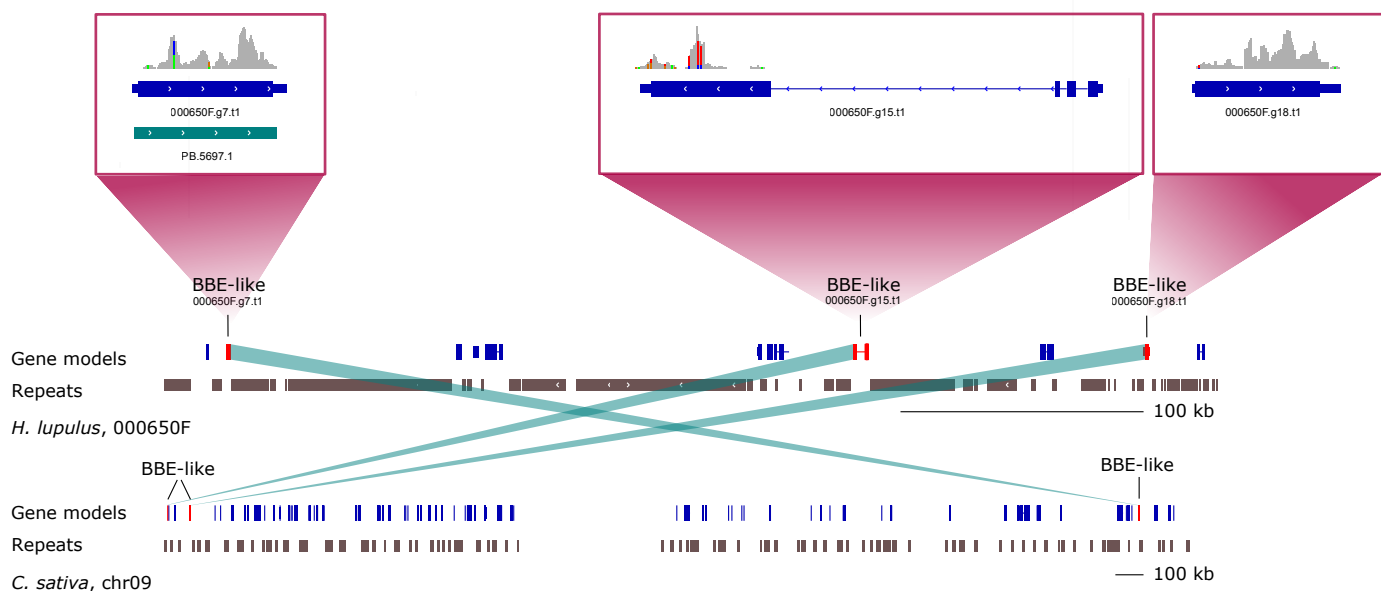 000650F.g7.t1
PB.5697.1
000650F.g15.t1
000650F.g18.t1
BBE-like
000650F.g7.t1
BBE-like
000650F.g15.t1
BBE-like
000650F.g18.t1
Gene models
Repeats
100 kb
H. lupulus, 000650F
BBE-like
BBE-like
Gene models
Repeats
100 kb
C. sativa, chr09